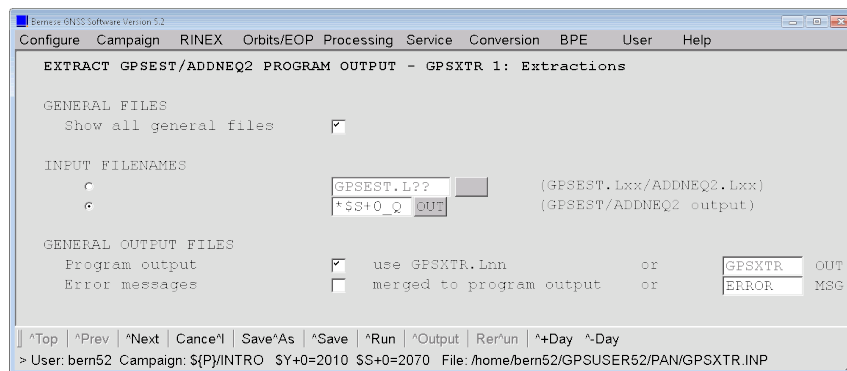 Bernese GNSS Software Version 5.2
Configure Campaign RINEX Orbits/EOP Processing Service Conversion BPE User Help
EXTRACT GPSEST/ADDNEQ2 PROGRAM OUTPUT - GPSXTR 1: Extractions
GENERAL FILES
Show all general files
INPUT FILENAMES
GPSEST.L?? (GPSEST.Lxx/ADDNEQ2.Lxx)
*$S+0_Q OUT (GPSEST/ADDNEQ2 output)
GENERAL OUTPUT FILES
Program output use GPSXTR.Lnn or GPSXTR OUT
Error messages merged to program output or ERROR MSG
^Top ^Prev ^Next Cance^l Save^As ^Save ^Run ^Output Rer^un ^+Day ^-Day
> User: bern52 Campaign: ${P}/INTRO $Y+0=2010 $S+0=2070 File: /home/bern52/GPSUSER52/PAN/GPSXTR.INP